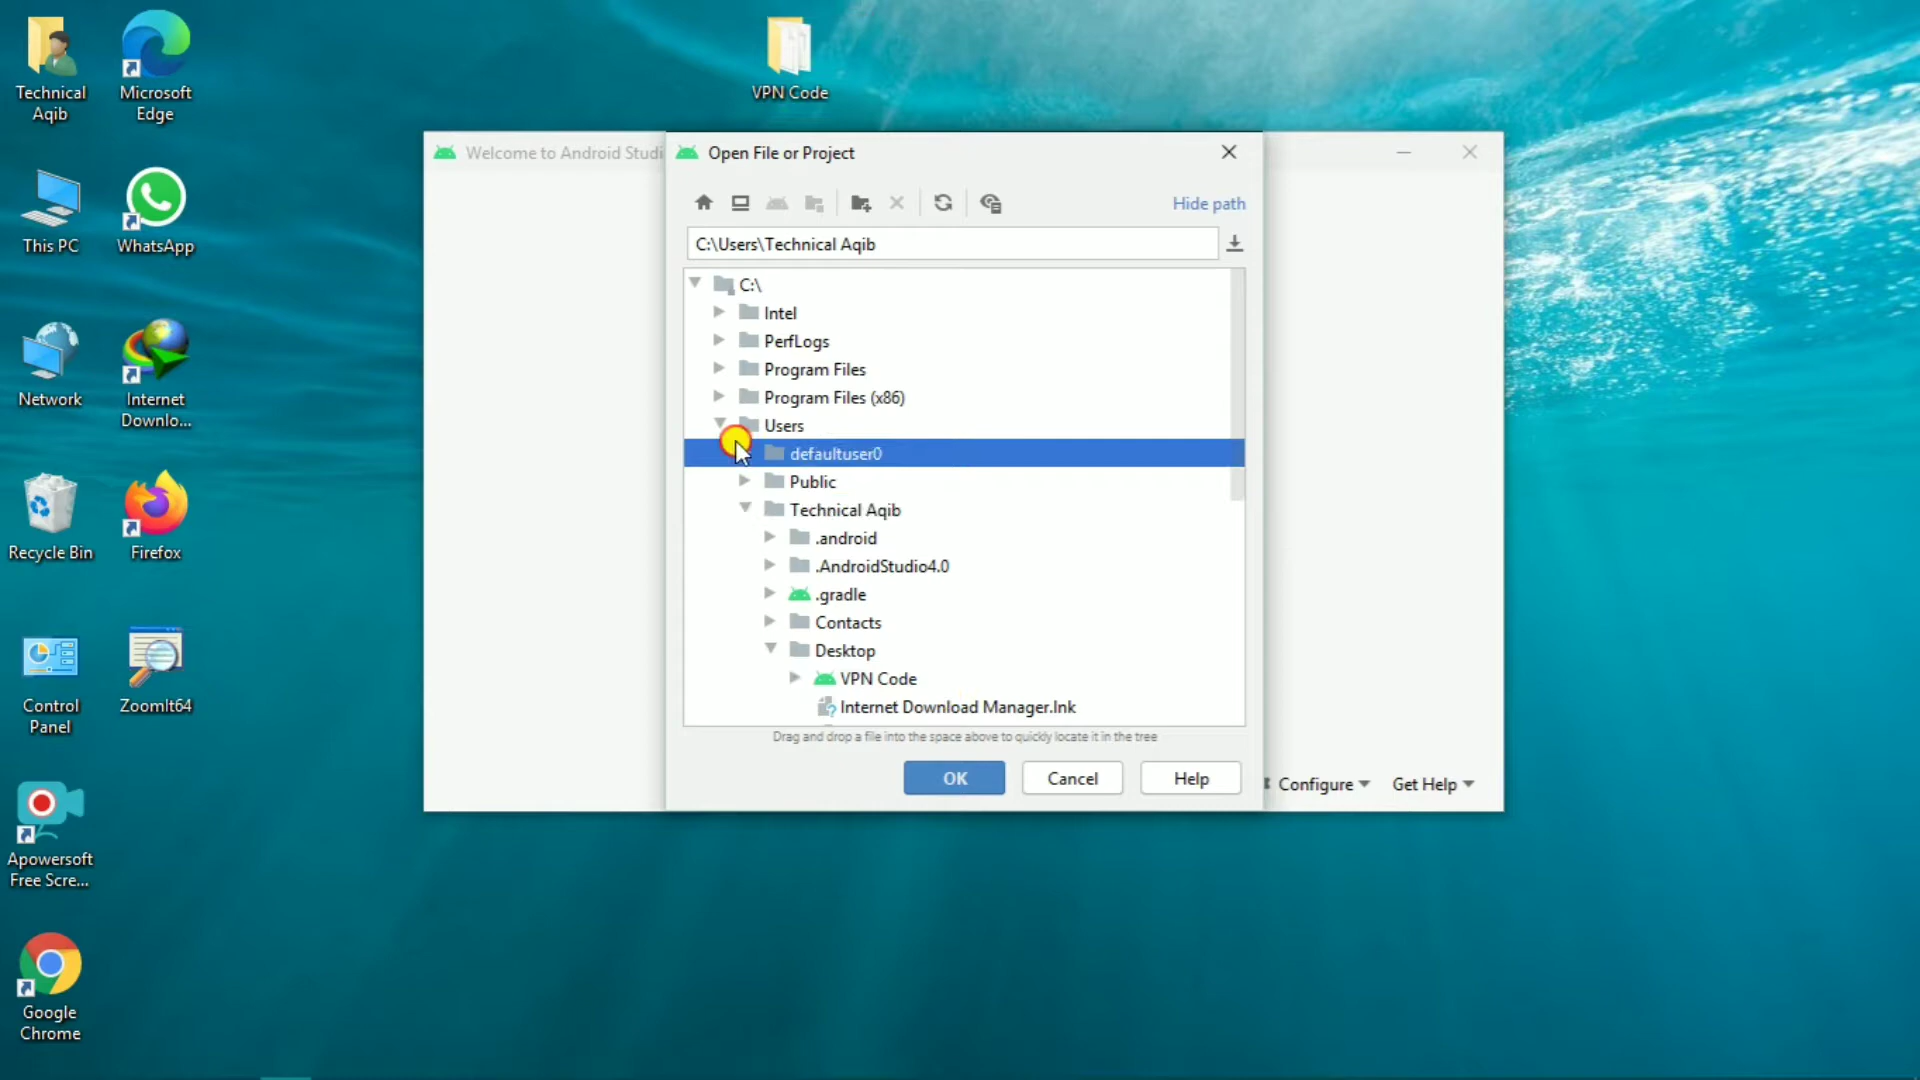 Technical
Aqib
Microsoft
Edge
VPN Code
This PC
WhatsApp
Network
Internet
Downlo...
Recycle Bin
Firefox
Control
Panel
ZoomIt64
Apowersoft
Free Scre...
Google
Chrome
Welcome to Android Studi
Open File or Project
Hide path
C:\Users\Technical Aqib
C:\
Intel
PerfLogs
Program Files
Program Files (x86)
Users
defaultuser0
Public
Technical Aqib
.android
.AndroidStudio4.0
.gradle
Contacts
Desktop
VPN Code
Internet Download Manager.lnk
Drag and drop a file into the space above to quickly locate it in the tree
OK
Cancel
Help
Configure
Get Help